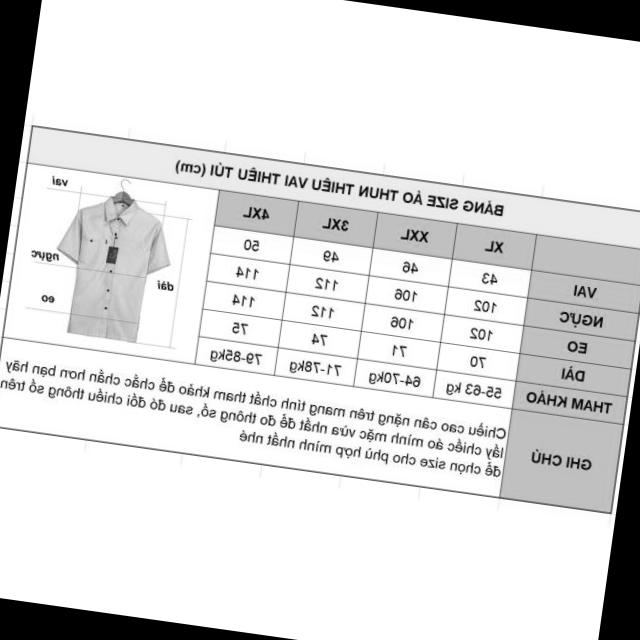 BẢNG SIZE ÁO THUN THIÊU VAI THIÊU TÚI (cm)
XL XXL 3XL 4XL
VAI 43 46 49 50
NGỰC 102 106 112 114
EO 102 106 112 114
DÀI 70 71 74 75
THAM KHẢO 55-63 kg 64-70kg 71-78kg 79-85kg
GHI CHÚ
Chiều cao cân nặng trên mang tính chất tham khảo để chắc chắn hơn bạn hãy
lấy chiếc áo mình mặc vừa nhất để đo thông số, sau đó đối chiếu thông số trên
để chọn size cho phù hợp mình nhất nhé
vai
ngực
dài
eo